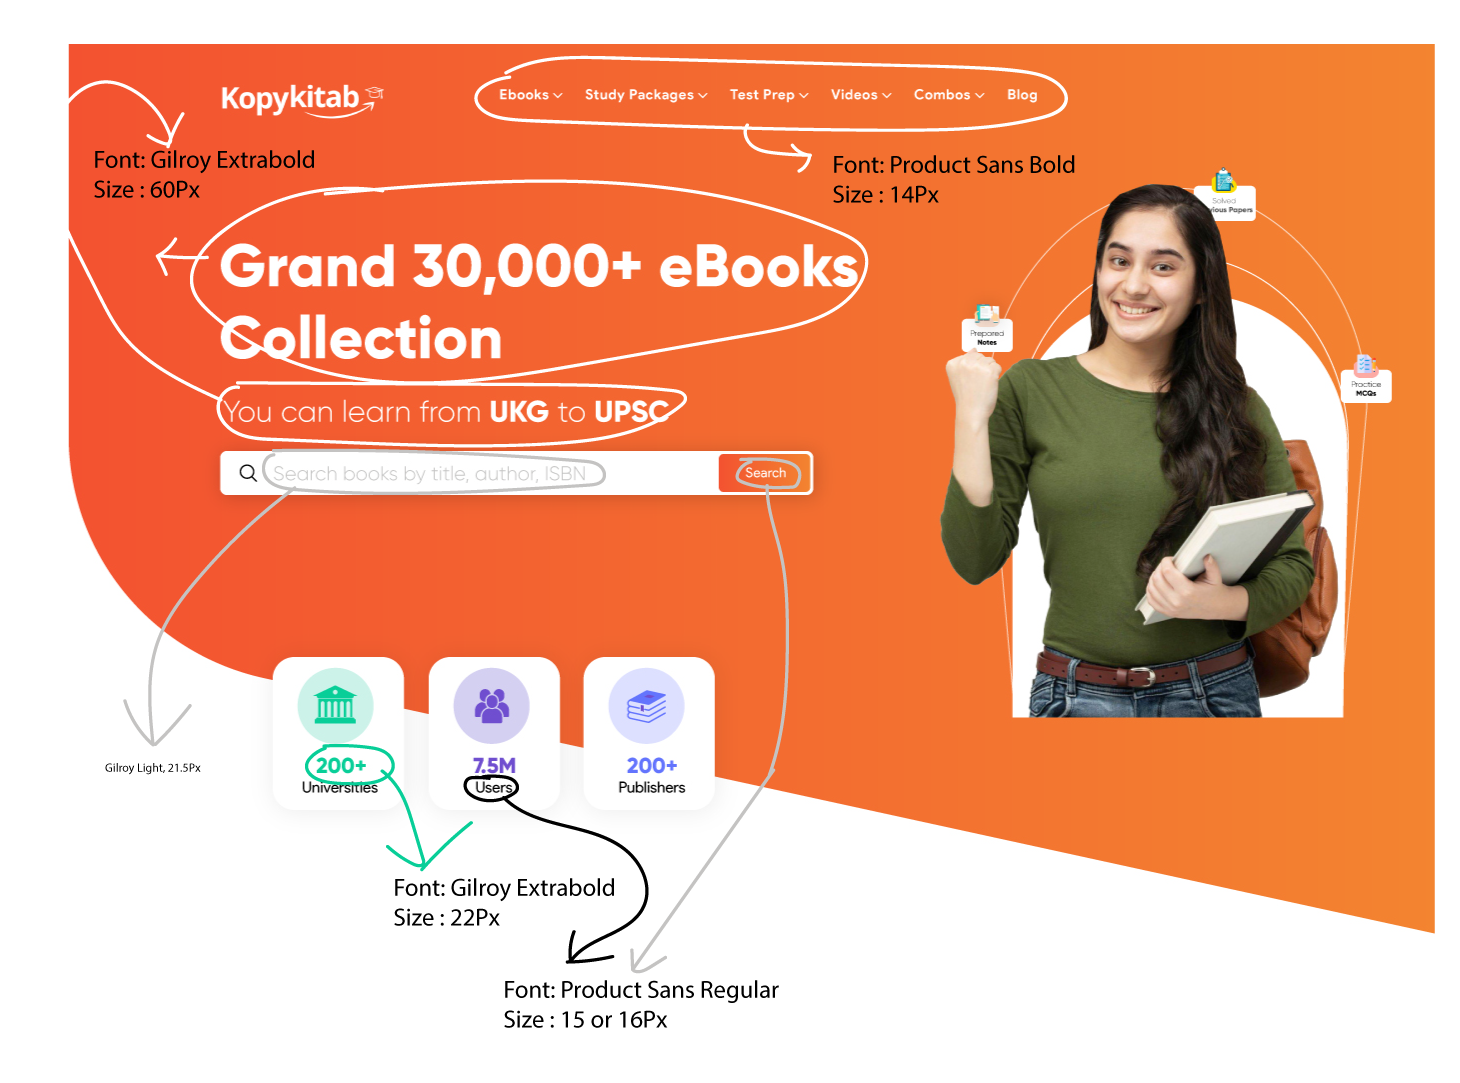 Kopykitab
Ebooks Study Packages Test Prep Videos Combos Blog
Font: Gilroy Extrabold
Size : 60Px
Font: Product Sans Bold
Size : 14Px
Solved
vious Papers
Grand 30,000+ eBooks
Collection
Prepared
Notes
Practice
MCQs
You can learn from UKG to UPSC
Search books by title, author, ISBN
Search
Gilroy Light, 21.5Px
200+
Universities
7.5M
Users
200+
Publishers
Font: Gilroy Extrabold
Size : 22Px
Font: Product Sans Regular
Size : 15 or 16Px